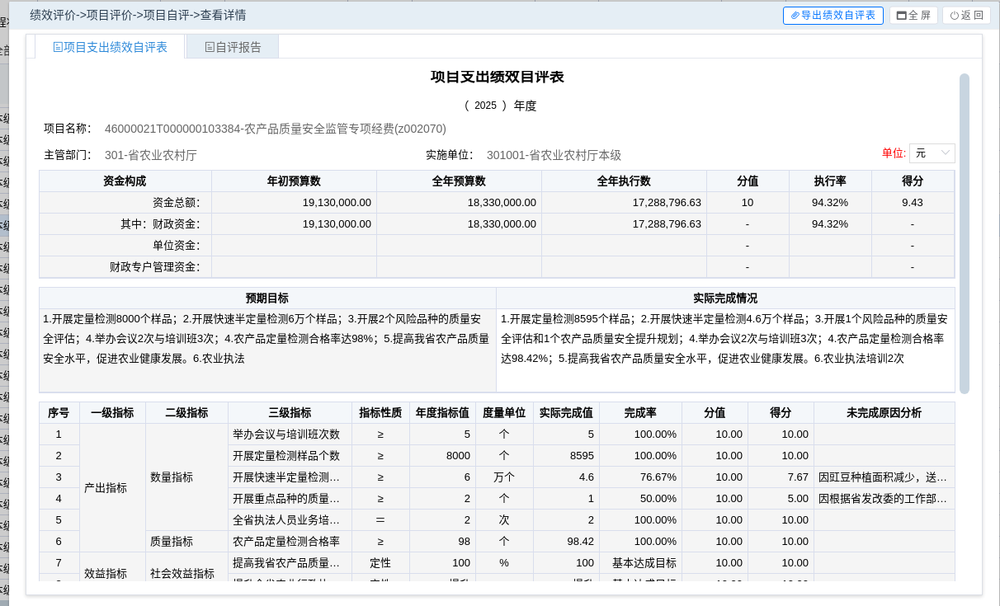 绩效评价->项目评价->项目自评->查看详情
导出绩效自评表 全 屏 返 回
项目支出绩效自评表 自评报告
项目支出绩效自评表
（ 2025 ）年度
项目名称： 46000021T000000103384-农产品质量安全监管专项经费(z002070)
主管部门： 301-省农业农村厅 实施单位： 301001-省农业农村厅本级 单位: 元
资金构成 年初预算数 全年预算数 全年执行数 分值 执行率 得分
资金总额： 19,130,000.00 18,330,000.00 17,288,796.63 10 94.32% 9.43
其中：财政资金： 19,130,000.00 18,330,000.00 17,288,796.63 - 94.32% -
单位资金： - -
财政专户管理资金： - -
预期目标 实际完成情况
1.开展定量检测8000个样品；2.开展快速半定量检测6万个样品；3.开展2个风险品种的质量安
全评估；4.举办会议2次与培训班3次；4.农产品定量检测合格率达98%；5.提高我省农产品质量
安全水平，促进农业健康发展。6.农业执法
1.开展定量检测8595个样品；2.开展快速半定量检测4.6万个样品；3.开展1个风险品种的质量安
全评估和1个农产品质量安全提升规划；4.举办会议2次与培训班3次；4.农产品定量检测合格率
达98.42%；5.提高我省农产品质量安全水平，促进农业健康发展。6.农业执法培训2次
序号 一级指标 二级指标 三级指标 指标性质 年度指标值 度量单位 实际完成值 完成率 分值 得分 未完成原因分析
1 产出指标 数量指标 举办会议与培训班次数 ≥ 5 个 5 100.00% 10.00 10.00
2 开展定量检测样品个数 ≥ 8000 个 8595 100.00% 10.00 10.00
3 开展快速半定量检测… ≥ 6 万个 4.6 76.67% 10.00 7.67 因豇豆种植面积减少，送…
4 开展重点品种的质量… ≥ 2 个 1 50.00% 10.00 5.00 因根据省发改委的工作部…
5 全省执法人员业务培… ＝ 2 次 2 100.00% 10.00 10.00
6 质量指标 农产品定量检测合格率 ≥ 98 个 98.42 100.00% 10.00 10.00
7 效益指标 社会效益指标 提高我省农产品质量… 定性 100 % 100 基本达成目标 10.00 10.00